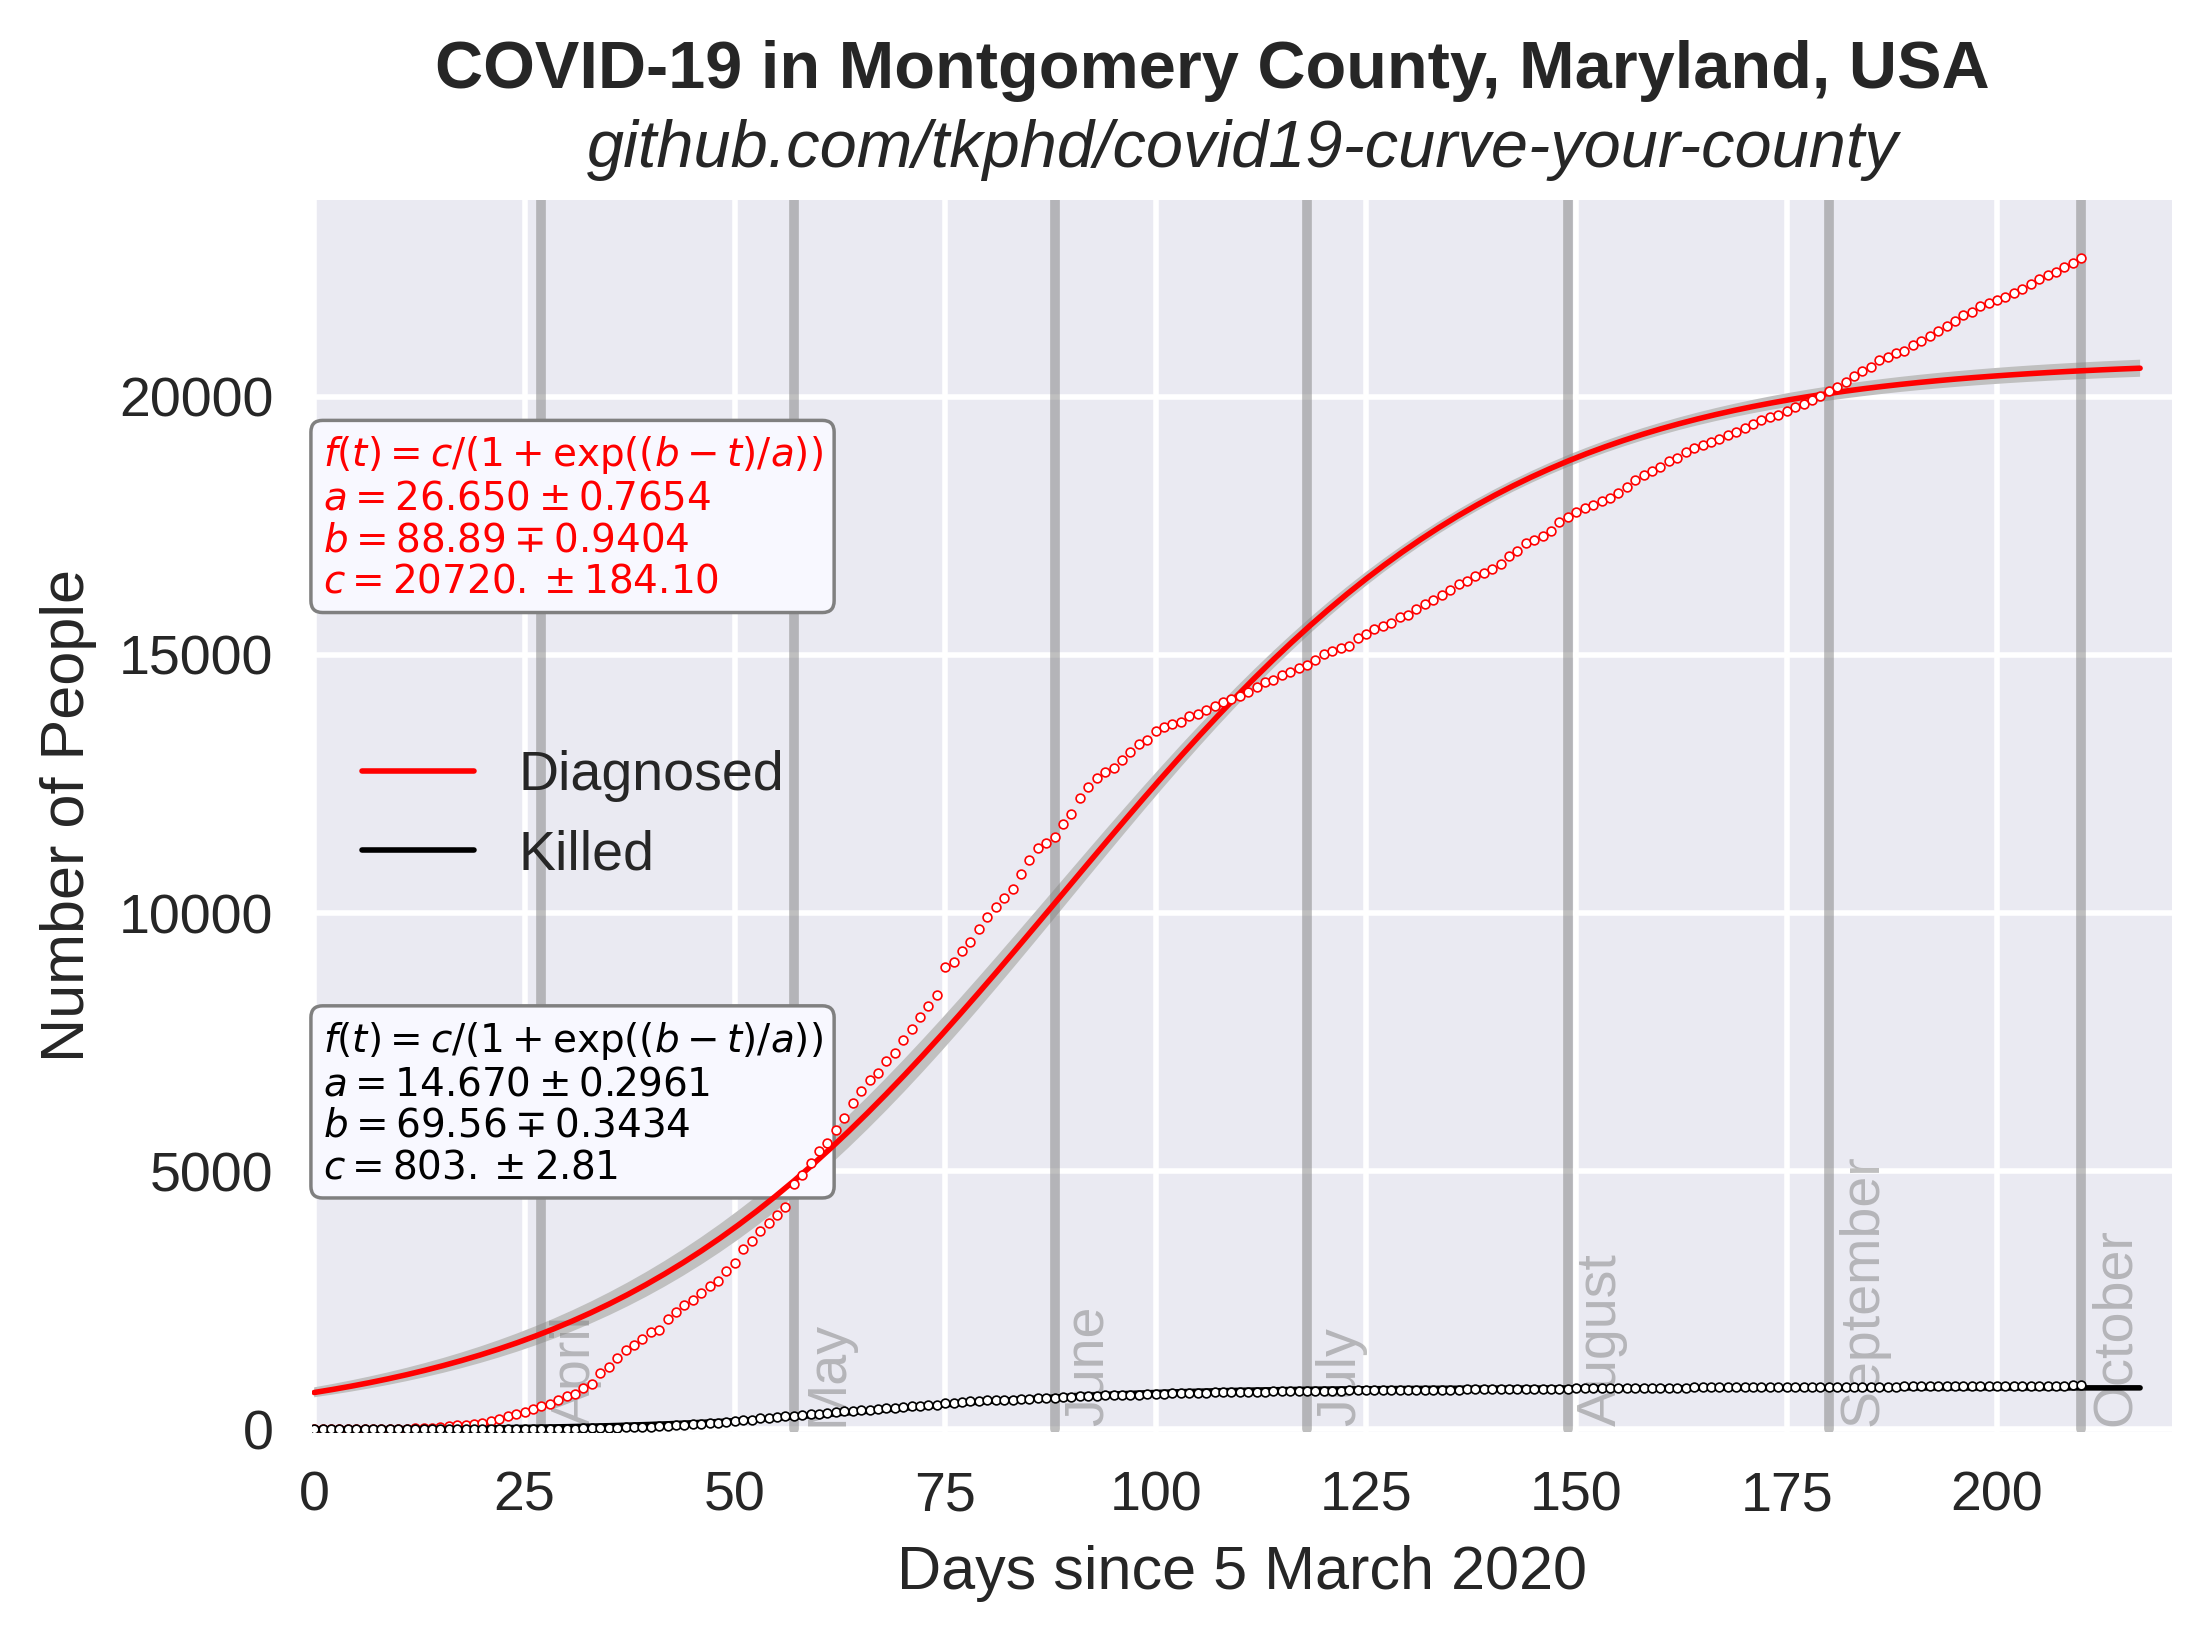 COVID-19 in Montgomery County, Maryland, USA
github.com/tkphd/covid19-curve-your-county
Number of People
20000
15000
10000
5000
0
f(t) = c/(1 + exp((b − t)/a))
a = 26.650 ± 0.7654
b = 88.89 ∓ 0.9404
c = 20720. ± 184.10
Diagnosed
Killed
f(t) = c/(1 + exp((b − t)/a))
a = 14.670 ± 0.2961
b = 69.56 ∓ 0.3434
c = 803. ± 2.81
April
May
June
July
August
September
October
0 25 50 75 100 125 150 175 200
Days since 5 March 2020